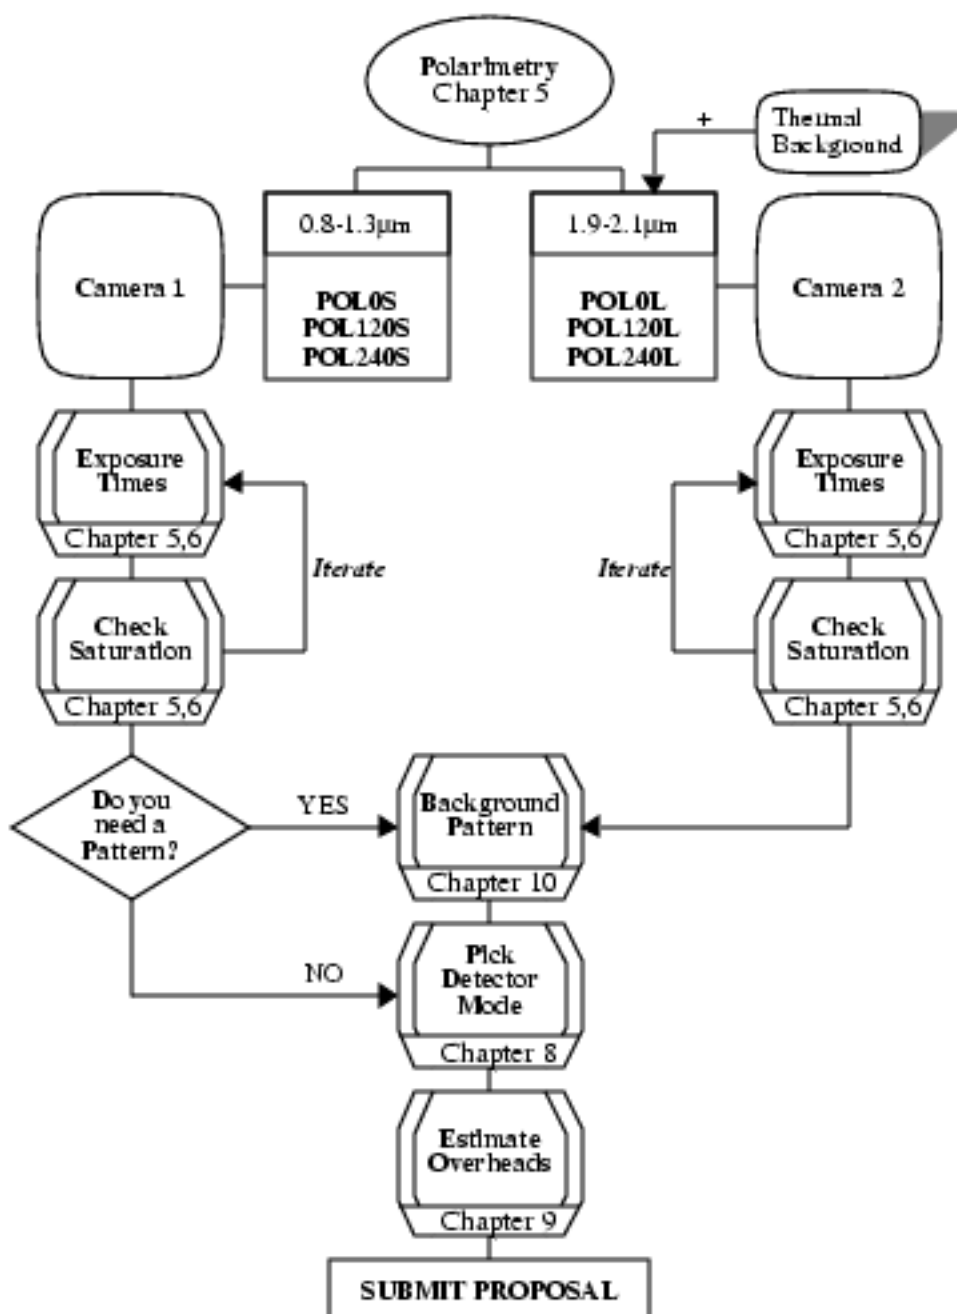 Polarimetry
Chapter 5
+
Thermal
Background
0.8-1.3µm
1.9-2.1µm
Camera 1
POL0S
POL120S
POL240S
POL0L
POL120L
POL240L
Camera 2
Exposure
Times
Chapter 5,6
Exposure
Times
Chapter 5,6
Iterate
Iterate
Check
Saturation
Chapter 5,6
Check
Saturation
Chapter 5,6
Do you
need a
Pattern?
YES
Background
Pattern
Chapter 10
NO
Pick
Detector
Mode
Chapter 8
Estimate
Overheads
Chapter 9
SUBMIT PROPOSAL